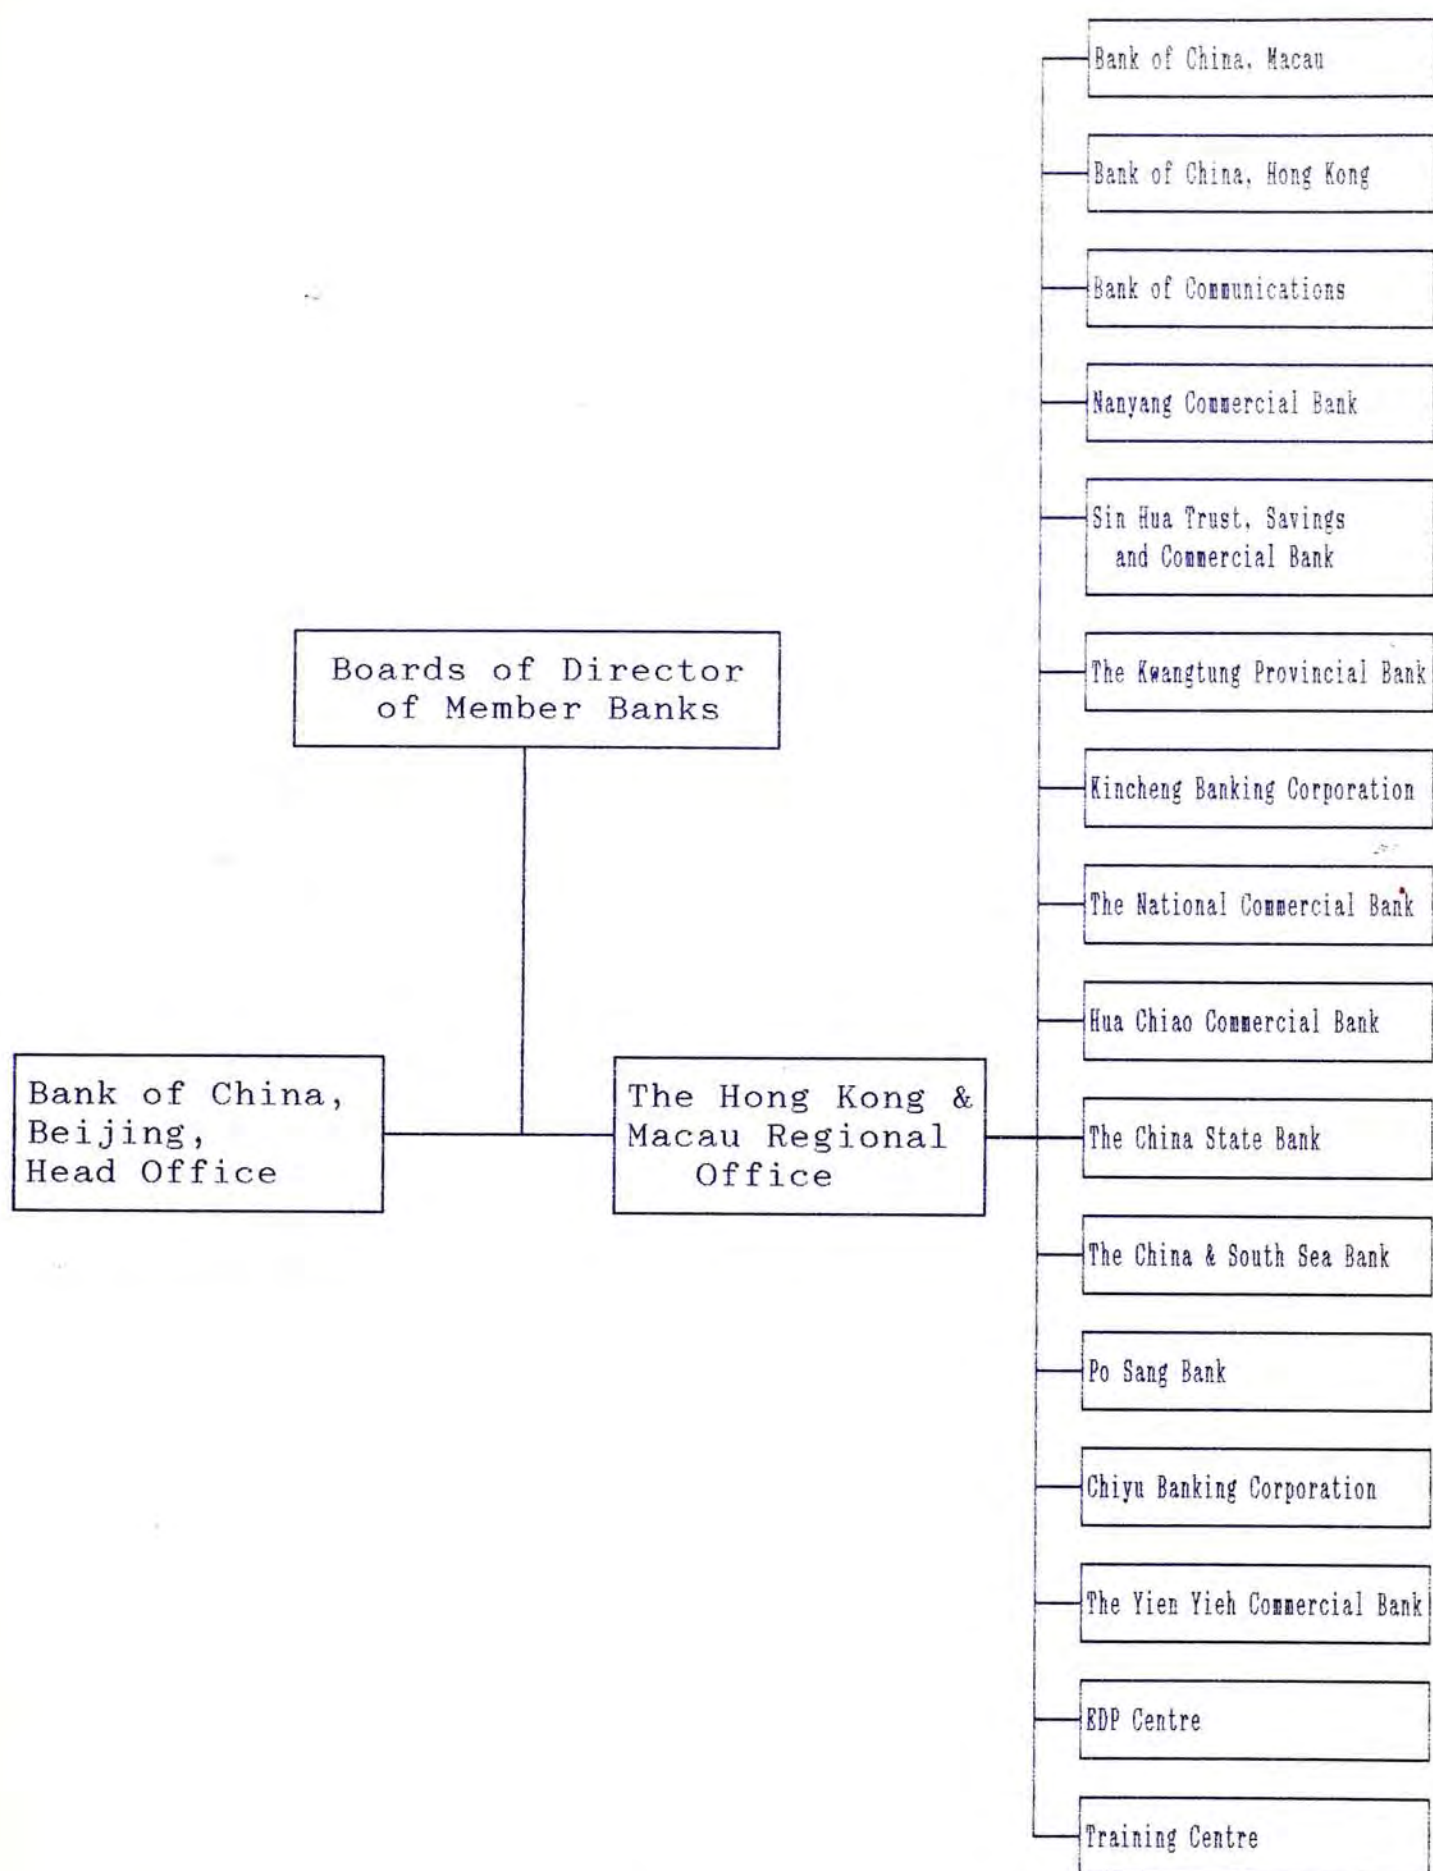 Bank of China, Macau
Bank of China, Hong Kong
Bank of Communications
Nanyang Commercial Bank
Sin Hua Trust, Savings
and Commercial Bank
Boards of Director
of Member Banks
The Kwangtung Provincial Bank
Kincheng Banking Corporation
The National Commercial Bank
Hua Chiao Commercial Bank
Bank of China,
Beijing,
Head Office
The Hong Kong &
Macau Regional
Office
The China State Bank
The China & South Sea Bank
Po Sang Bank
Chiyu Banking Corporation
The Yien Yieh Commercial Bank
EDP Centre
Training Centre